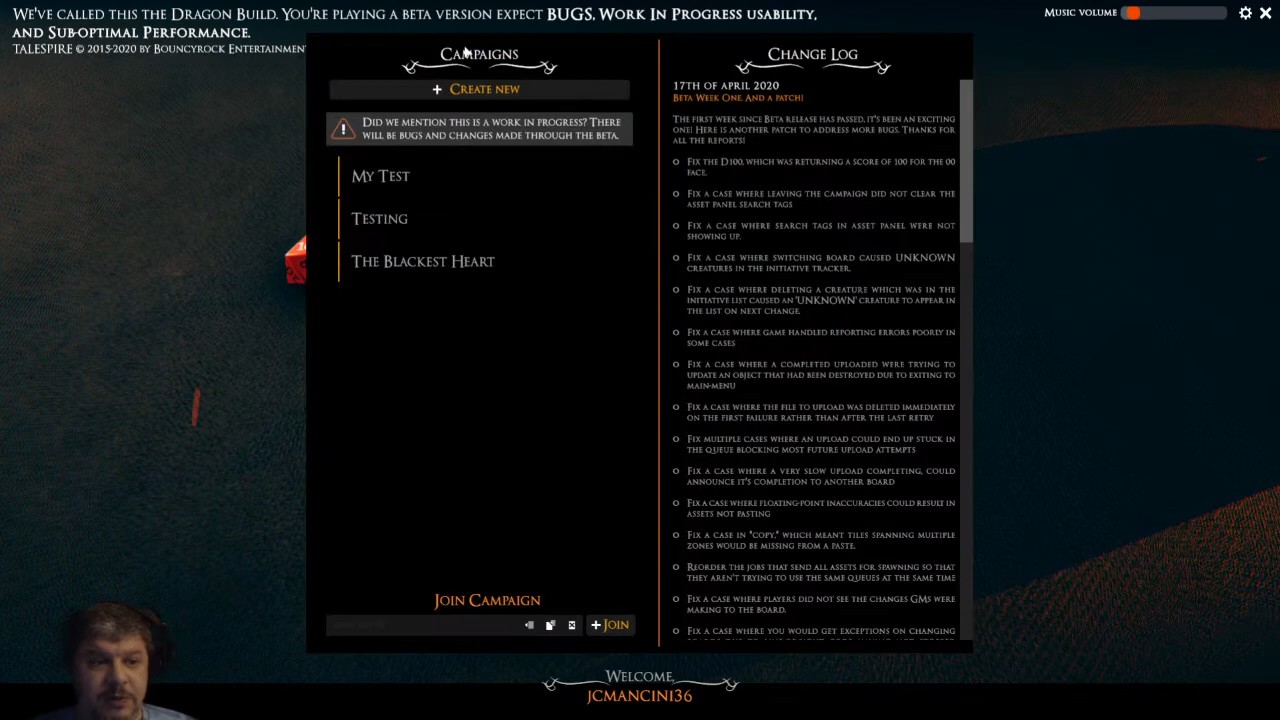 We've called this the Dragon Build. You're playing a beta version expect BUGS, Work In Progress usability,
and Sub-optimal Performance.
TaleSpire © 2015-2020 by Bouncyrock Entertainment
Music volume
Campaigns
+ Create new
Did we mention this is a work in progress? There
will be bugs and changes made through the beta.
My Test
Testing
The Blackest Heart
Join Campaign
+ Join
Change Log
17th of April 2020
Beta Week One. And a patch!
The first week since Beta release has passed, it's been an exciting
one! Here is another patch to address more bugs. Thanks for
all the reports!
o Fix the D100, which was returning a score of 100 for the 00
face.
o Fix a case where leaving the campaign did not clear the
asset panel search tags
o Fix a case where search tags in asset panel were not
showing up.
o Fix a case where switching board caused UNKNOWN
creatures in the initiative tracker.
o Fix a case where deleting a creature which was in the
initiative list caused an 'UNKNOWN' creature to appear in
the list on next change.
o Fix a case where game handled reporting errors poorly in
some cases
o Fix a case where a completed uploaded were trying to
update an object that had been destroyed due to exiting to
main-menu
o Fix a case where the file to upload was deleted immediately
on the first failure rather than after the last retry
o Fix multiple cases where an upload could end up stuck in
the queue blocking most future upload attempts
o Fix a case where a very slow upload completing, could
announce it's completion to another board
o Fix a case where floating-point inaccuracies could result in
assets not pasting
o Fix a case in "copy," which meant tiles spanning multiple
zones would be missing from a paste.
o Reorder the jobs that send all assets for spawning so that
they aren't trying to use the same queues at the same time
o Fix a case where players did not see the changes GMs were
making to the board.
o Fix a case where you would get exceptions on changing
Welcome,
jcmancini36